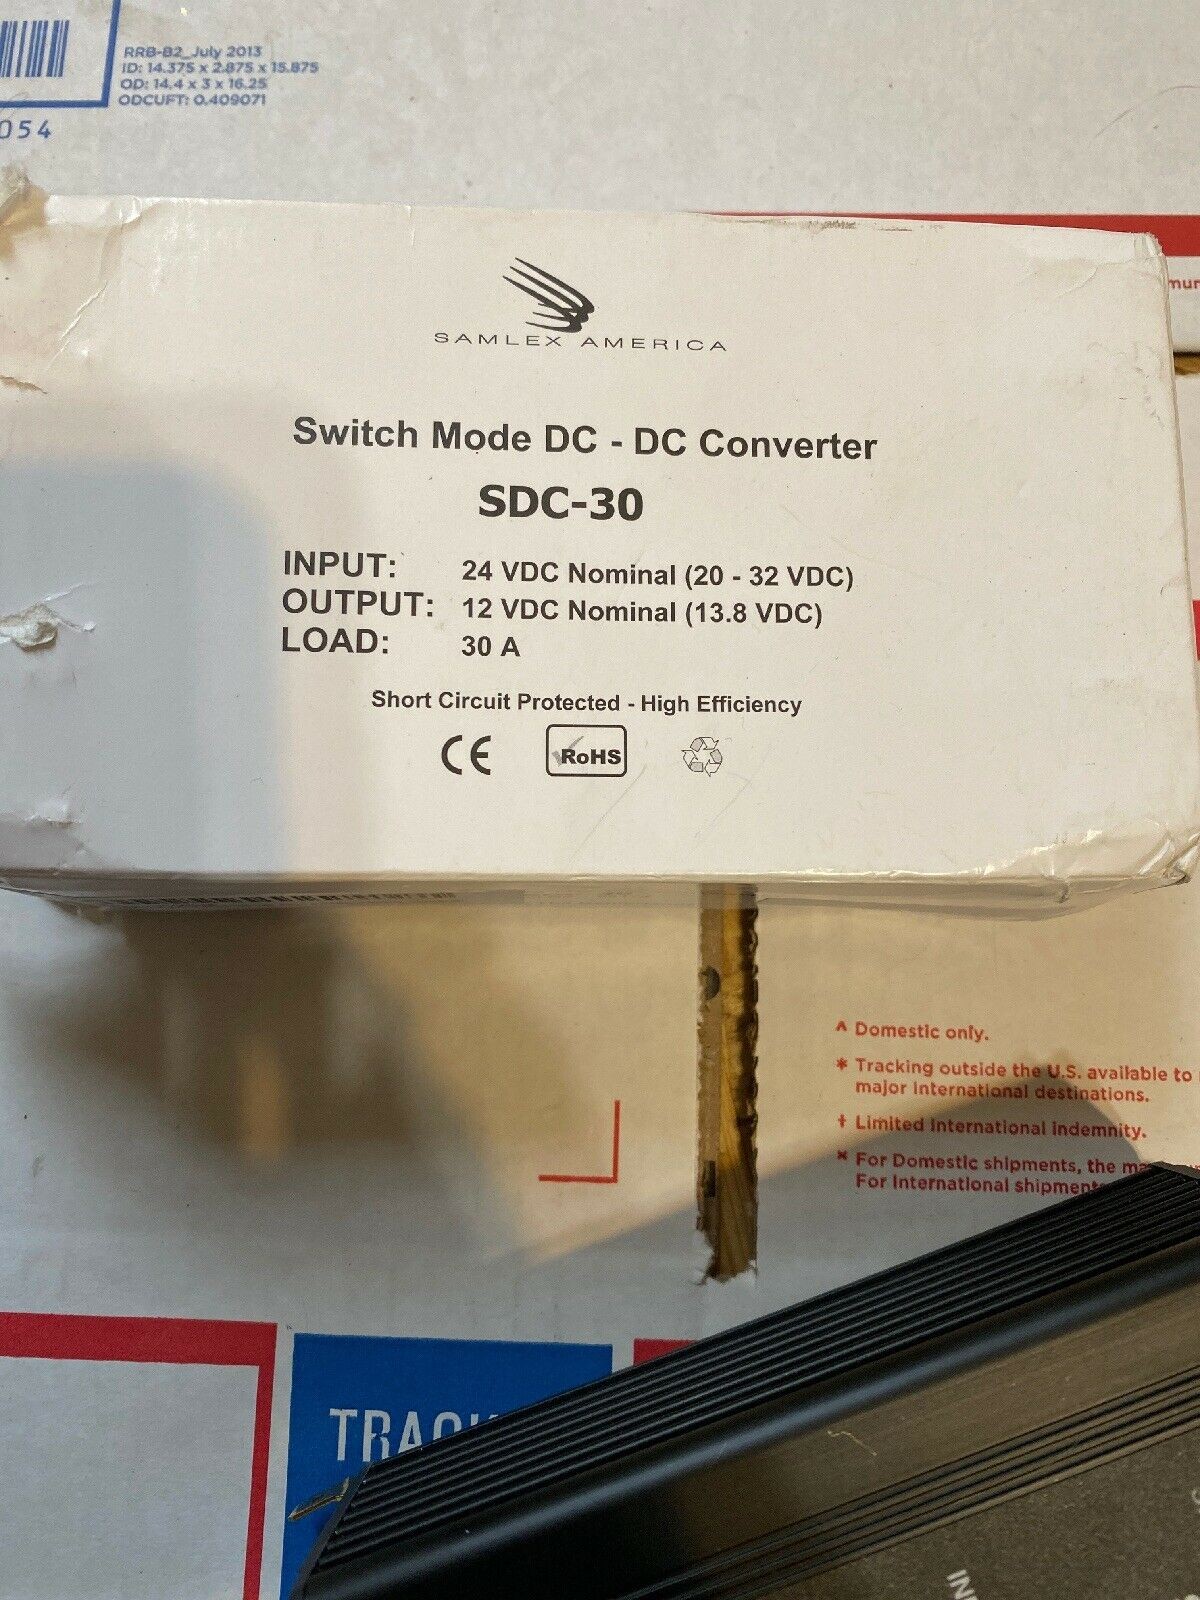 RRB-B2_July 2013
ID: 14.375 x 2.875 x 15.875
OD: 14.4 x 3 x 16.25
ODCUFT: 0.409071
054
SAMLEX AMERICA
Switch Mode DC - DC Converter
SDC-30
INPUT: 24 VDC Nominal (20 - 32 VDC)
OUTPUT: 12 VDC Nominal (13.8 VDC)
LOAD: 30 A
Short Circuit Protected - High Efficiency
CE RoHS
^ Domestic only.
* Tracking outside the U.S. available to
major international destinations.
† Limited international indemnity.
× For Domestic shipments, the
For International